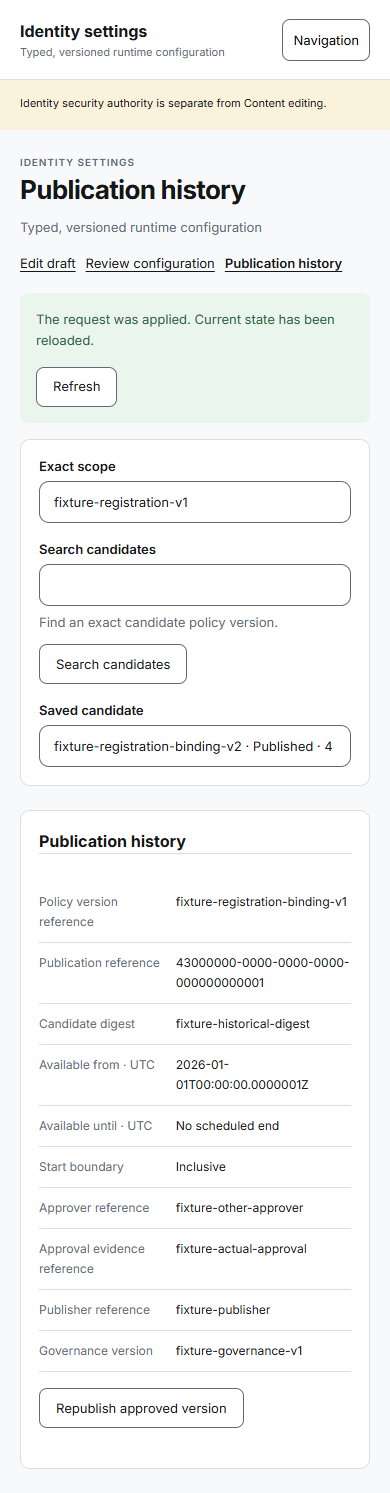 Identity settings
Typed, versioned runtime configuration
Navigation
Identity security authority is separate from Content editing.
IDENTITY SETTINGS
Publication history
Typed, versioned runtime configuration
Edit draft Review configuration Publication history
The request was applied. Current state has been
reloaded.
Refresh
Exact scope
fixture-registration-v1
Search candidates
Find an exact candidate policy version.
Search candidates
Saved candidate
fixture-registration-binding-v2 · Published · 4
Publication history
Policy version
reference
fixture-registration-binding-v1
Publication reference
43000000-0000-0000-0000-
000000000001
Candidate digest
fixture-historical-digest
Available from · UTC
2026-01-
01T00:00:00.0000001Z
Available until · UTC
No scheduled end
Start boundary
Inclusive
Approver reference
fixture-other-approver
Approval evidence
reference
fixture-actual-approval
Publisher reference
fixture-publisher
Governance version
fixture-governance-v1
Republish approved version